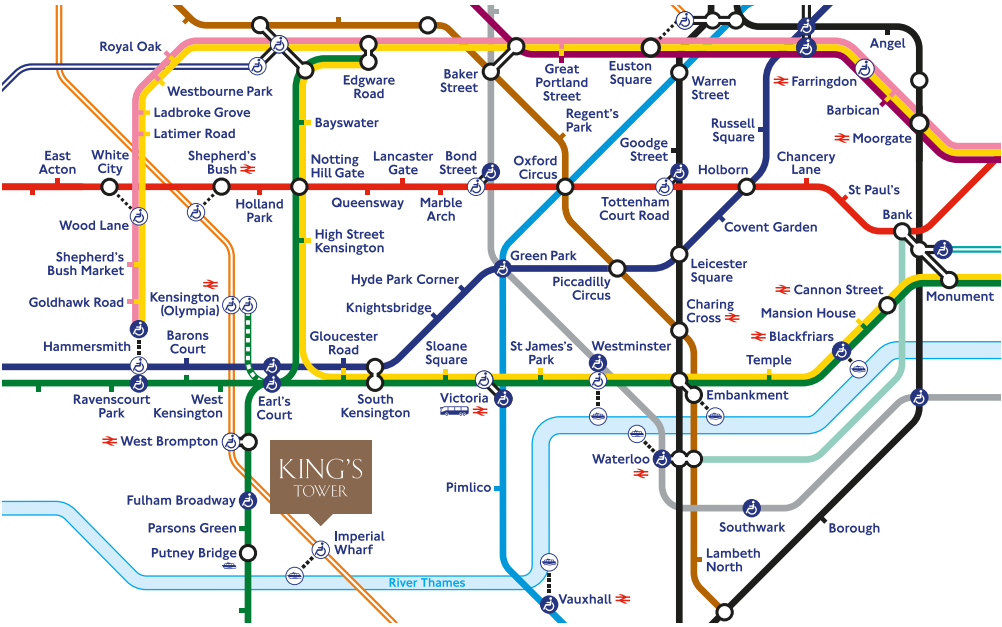 Royal Oak
Westbourne Park
Ladbroke Grove
Latimer Road
Edgware
Road
Bayswater
Baker
Street
Great
Portland
Street
Euston
Square
Warren
Street
Regent's
Park
Angel
Farringdon
Barbican
Moorgate
Russell
Square
Goodge
Street
East
Acton
White
City
Shepherd's
Bush
Holland
Park
Notting
Hill Gate
Queensway
Lancaster
Gate
Marble
Arch
Bond
Street
Oxford
Circus
Tottenham
Court Road
Holborn
Chancery
Lane
St Paul's
Bank
Covent Garden
Wood Lane
Shepherd's
Bush Market
Goldhawk Road
Hammersmith
Kensington
(Olympia)
High Street
Kensington
Hyde Park Corner
Knightsbridge
Green Park
Piccadilly
Circus
Leicester
Square
Charing
Cross
Cannon Street
Mansion House
Blackfriars
Monument
Temple
Barons
Court
Ravenscourt
Park
West
Kensington
Earl's
Court
Gloucester
Road
South
Kensington
Sloane
Square
Victoria
St James's
Park
Westminster
Embankment
West Brompton
KING'S
TOWER
Fulham Broadway
Parsons Green
Putney Bridge
Imperial
Wharf
River Thames
Pimlico
Vauxhall
Waterloo
Southwark
Borough
Lambeth
North